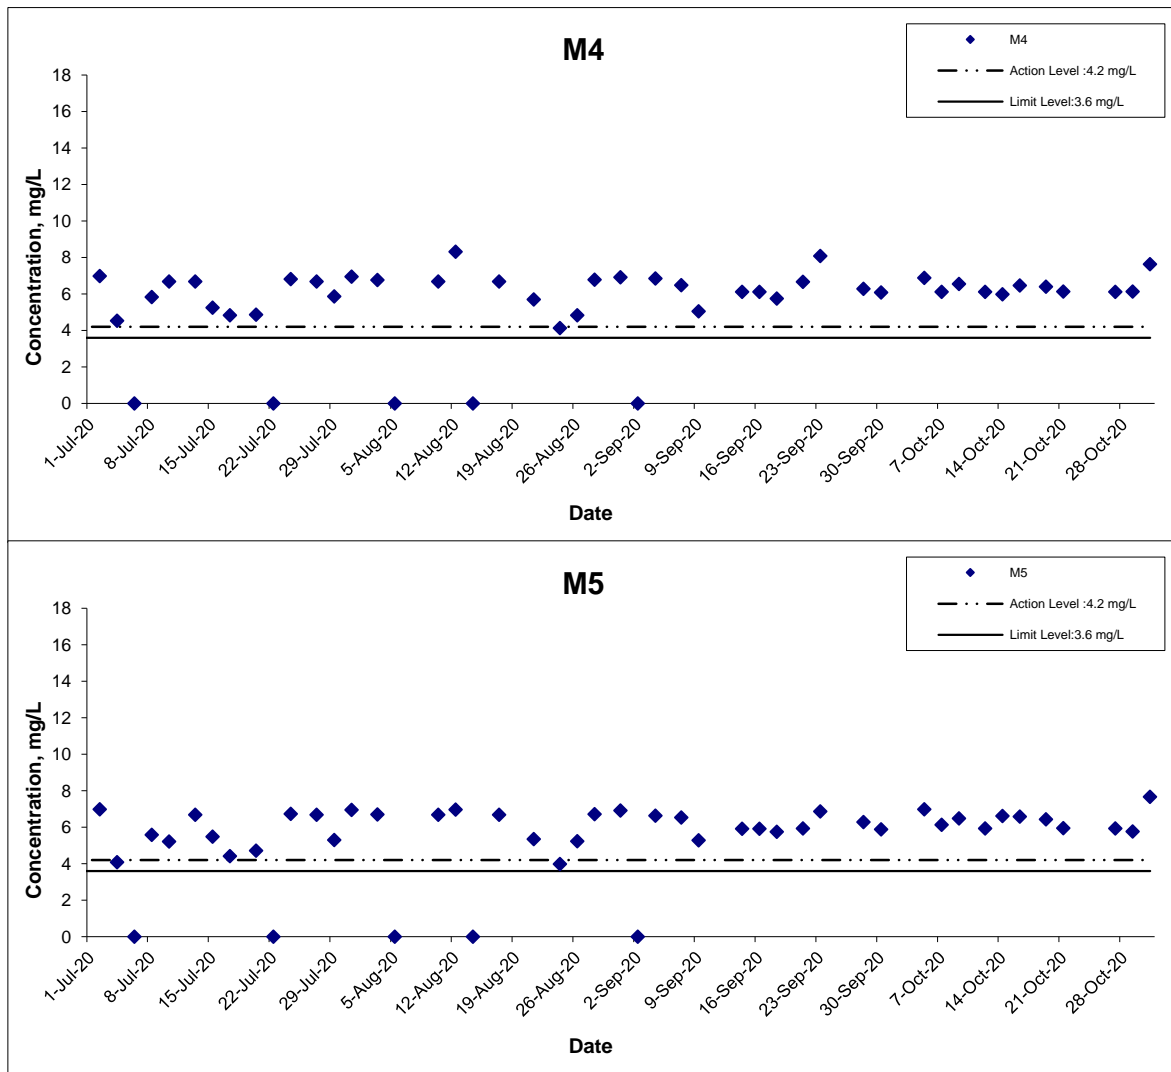 M4
M4
Action Level :4.2 mg/L
Limit Level:3.6 mg/L
18
16
14
12
10
8
6
4
2
0
Concentration, mg/L
1-Jul-20
8-Jul-20
15-Jul-20
22-Jul-20
29-Jul-20
5-Aug-20
12-Aug-20
19-Aug-20
26-Aug-20
2-Sep-20
9-Sep-20
16-Sep-20
23-Sep-20
30-Sep-20
7-Oct-20
14-Oct-20
21-Oct-20
28-Oct-20
Date
M5
M5
Action Level :4.2 mg/L
Limit Level:3.6 mg/L
18
16
14
12
10
8
6
4
2
0
Concentration, mg/L
1-Jul-20
8-Jul-20
15-Jul-20
22-Jul-20
29-Jul-20
5-Aug-20
12-Aug-20
19-Aug-20
26-Aug-20
2-Sep-20
9-Sep-20
16-Sep-20
23-Sep-20
30-Sep-20
7-Oct-20
14-Oct-20
21-Oct-20
28-Oct-20
Date